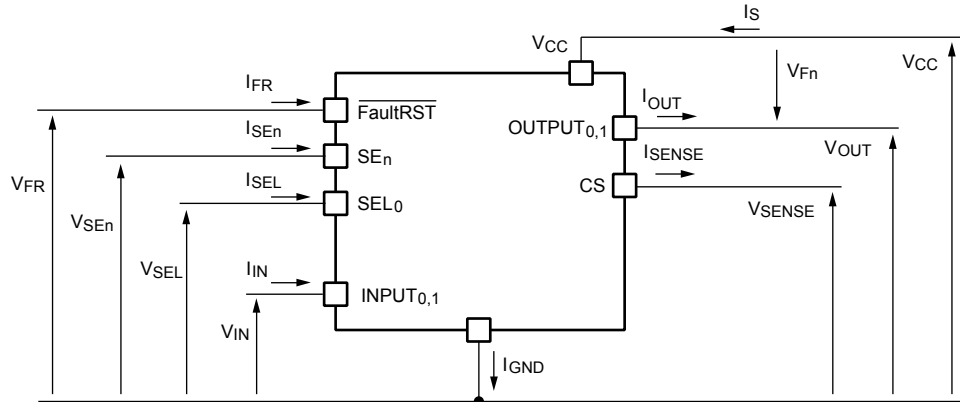 IS
VCC
VFn
VCC
IFR
FaultRST
IOUT
OUTPUT0,1
ISEn
SEn
VOUT
ISENSE
CS
ISEL
SEL0
VFR
VSEn
VSENSE
VSEL
IIN
INPUT0,1
VIN
IGND